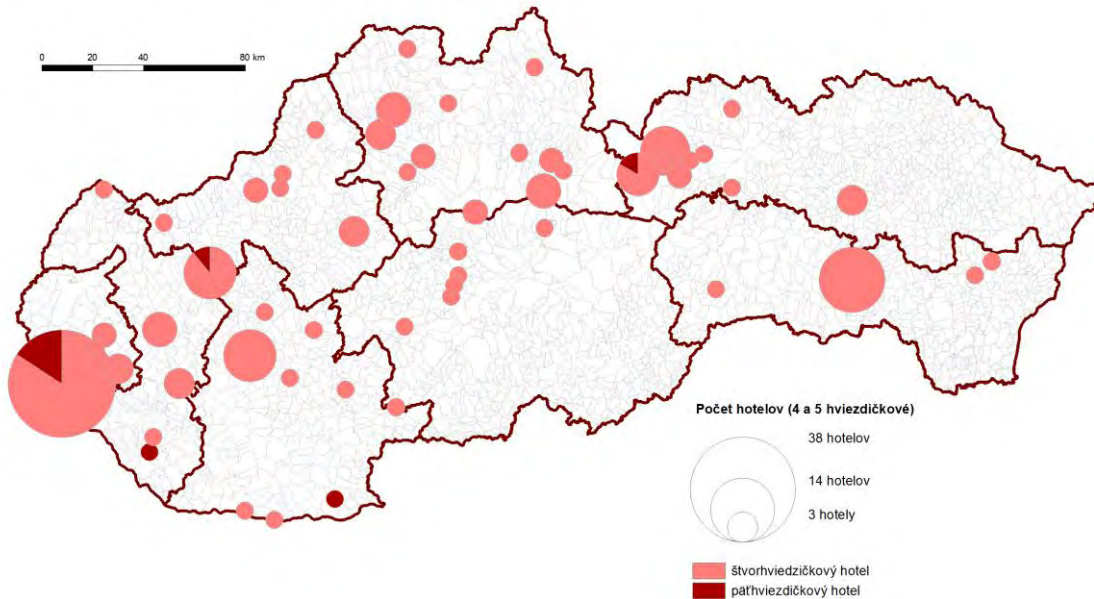 0 20 40 80 km
Počet hotelov (4 a 5 hviezdičkové)
38 hotelov
14 hotelov
3 hotely
štvorhviedzičkový hotel
päťhviezdičkový hotel